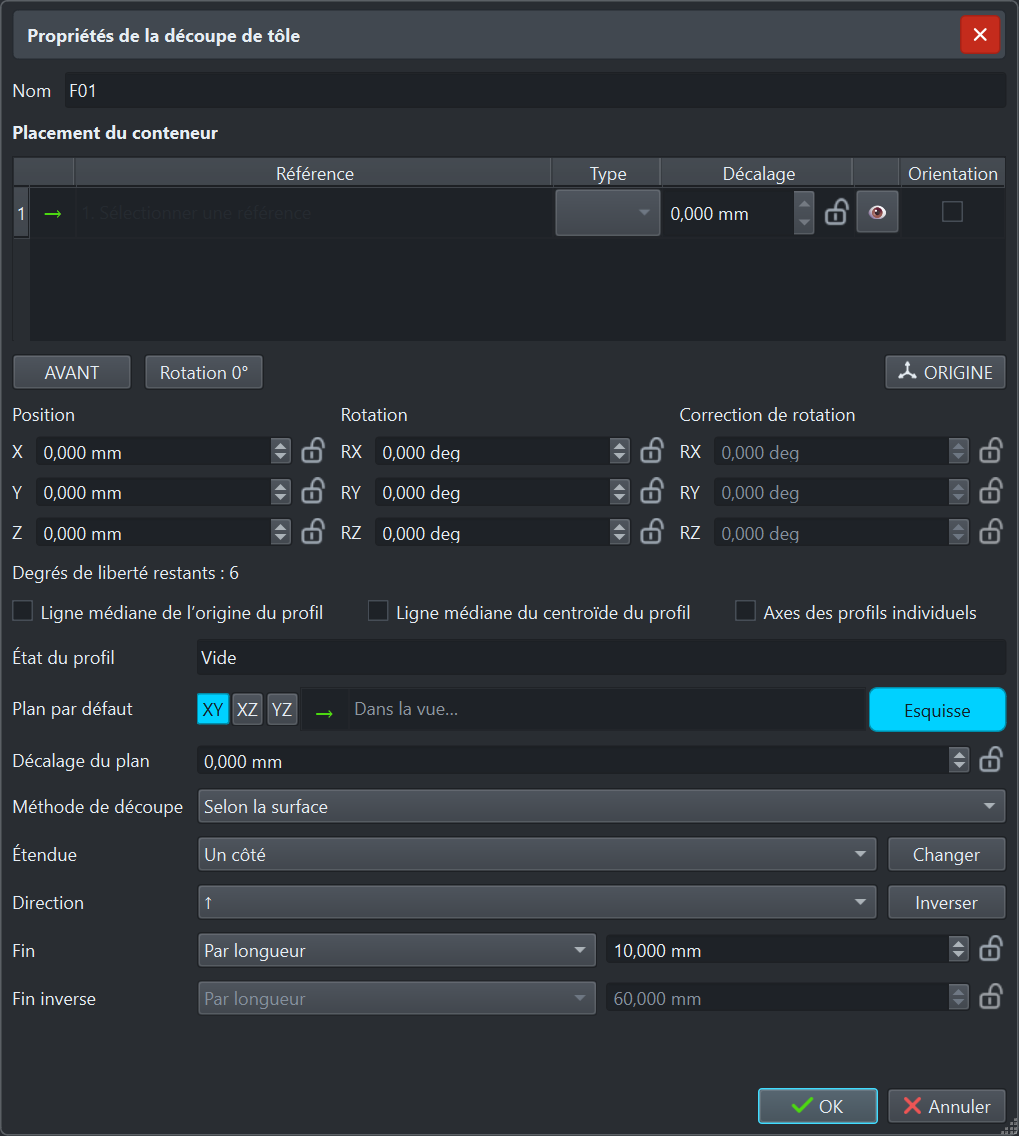 Propriétés de la découpe de tôle
Nom F01
Placement du conteneur
Référence Type Décalage Orientation
1 → 1. Sélectionner une référence 0,000 mm
AVANT Rotation 0° ORIGINE
Position Rotation Correction de rotation
X 0,000 mm RX 0,000 deg RX 0,000 deg
Y 0,000 mm RY 0,000 deg RY 0,000 deg
Z 0,000 mm RZ 0,000 deg RZ 0,000 deg
Degrés de liberté restants : 6
Ligne médiane de l’origine du profil Ligne médiane du centroïde du profil Axes des profils individuels
État du profil Vide
Plan par défaut XY XZ YZ → Dans la vue... Esquisse
Décalage du plan 0,000 mm
Méthode de découpe Selon la surface
Étendue Un côté Changer
Direction ↑ Inverser
Fin Par longueur 10,000 mm
Fin inverse Par longueur 60,000 mm
OK Annuler